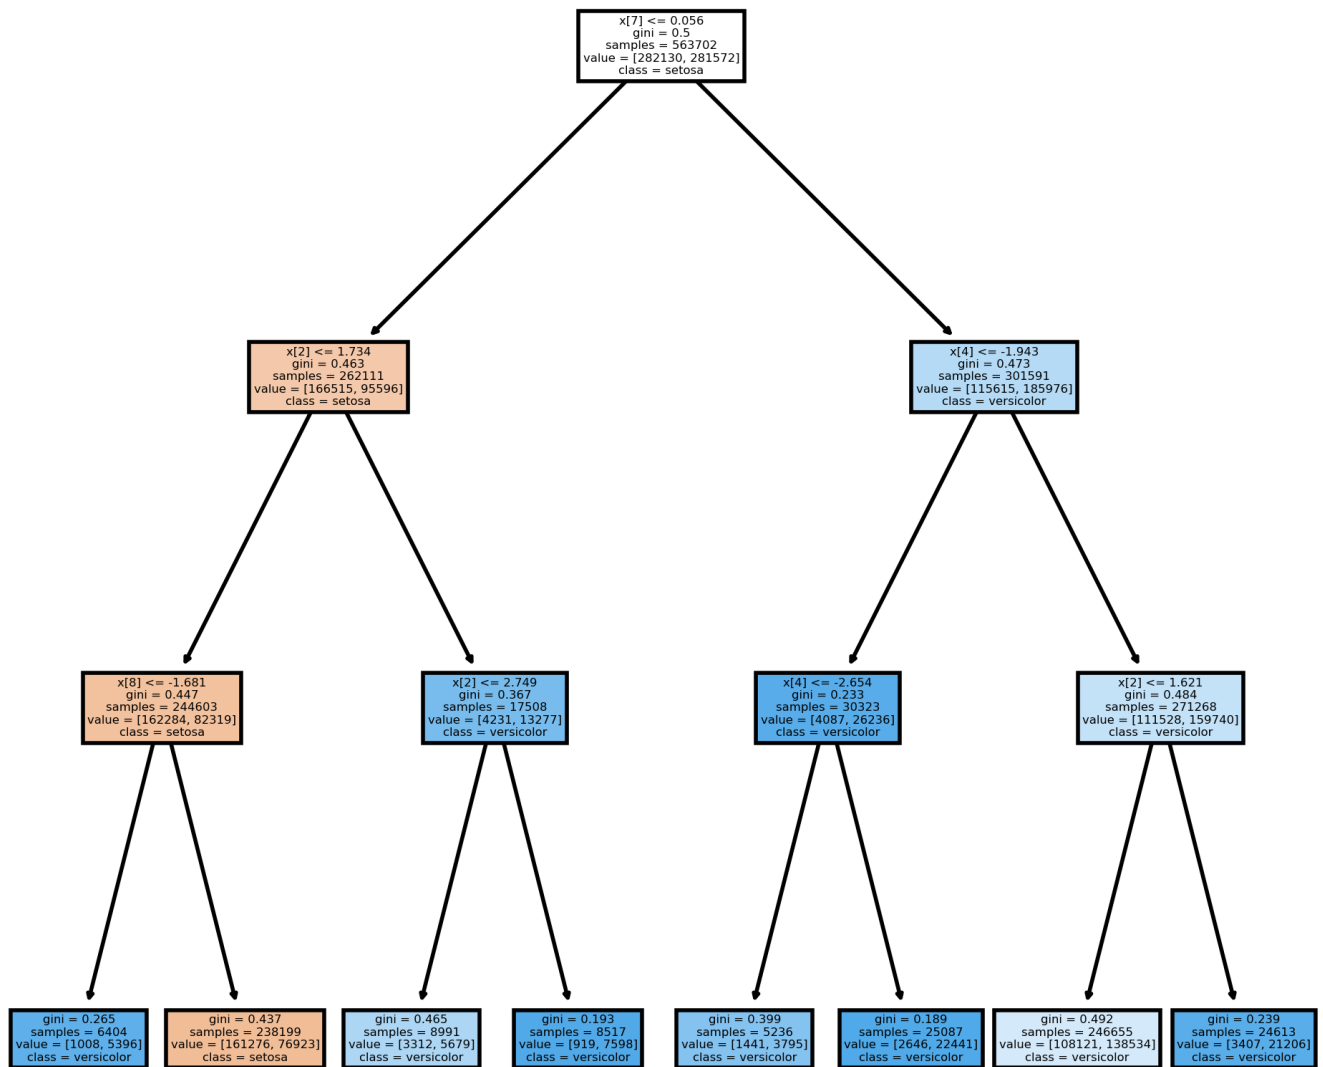 x[7] <= 0.056
gini = 0.5
samples = 563702
value = [282130, 281572]
class = setosa
x[2] <= 1.734
gini = 0.463
samples = 262111
value = [166515, 95596]
class = setosa
x[4] <= -1.943
gini = 0.473
samples = 301591
value = [115615, 185976]
class = versicolor
x[8] <= -1.681
gini = 0.447
samples = 244603
value = [162284, 82319]
class = setosa
x[2] <= 2.749
gini = 0.367
samples = 17508
value = [4231, 13277]
class = versicolor
x[4] <= -2.654
gini = 0.233
samples = 30323
value = [4087, 26236]
class = versicolor
x[2] <= 1.621
gini = 0.484
samples = 271268
value = [111528, 159740]
class = versicolor
gini = 0.265
samples = 6404
value = [1008, 5396]
class = versicolor
gini = 0.437
samples = 238199
value = [161276, 76923]
class = setosa
gini = 0.465
samples = 8991
value = [3312, 5679]
class = versicolor
gini = 0.193
samples = 8517
value = [919, 7598]
class = versicolor
gini = 0.399
samples = 5236
value = [1441, 3795]
class = versicolor
gini = 0.189
samples = 25087
value = [2646, 22441]
class = versicolor
gini = 0.492
samples = 246655
value = [108121, 138534]
class = versicolor
gini = 0.239
samples = 24613
value = [3407, 21206]
class = versicolor